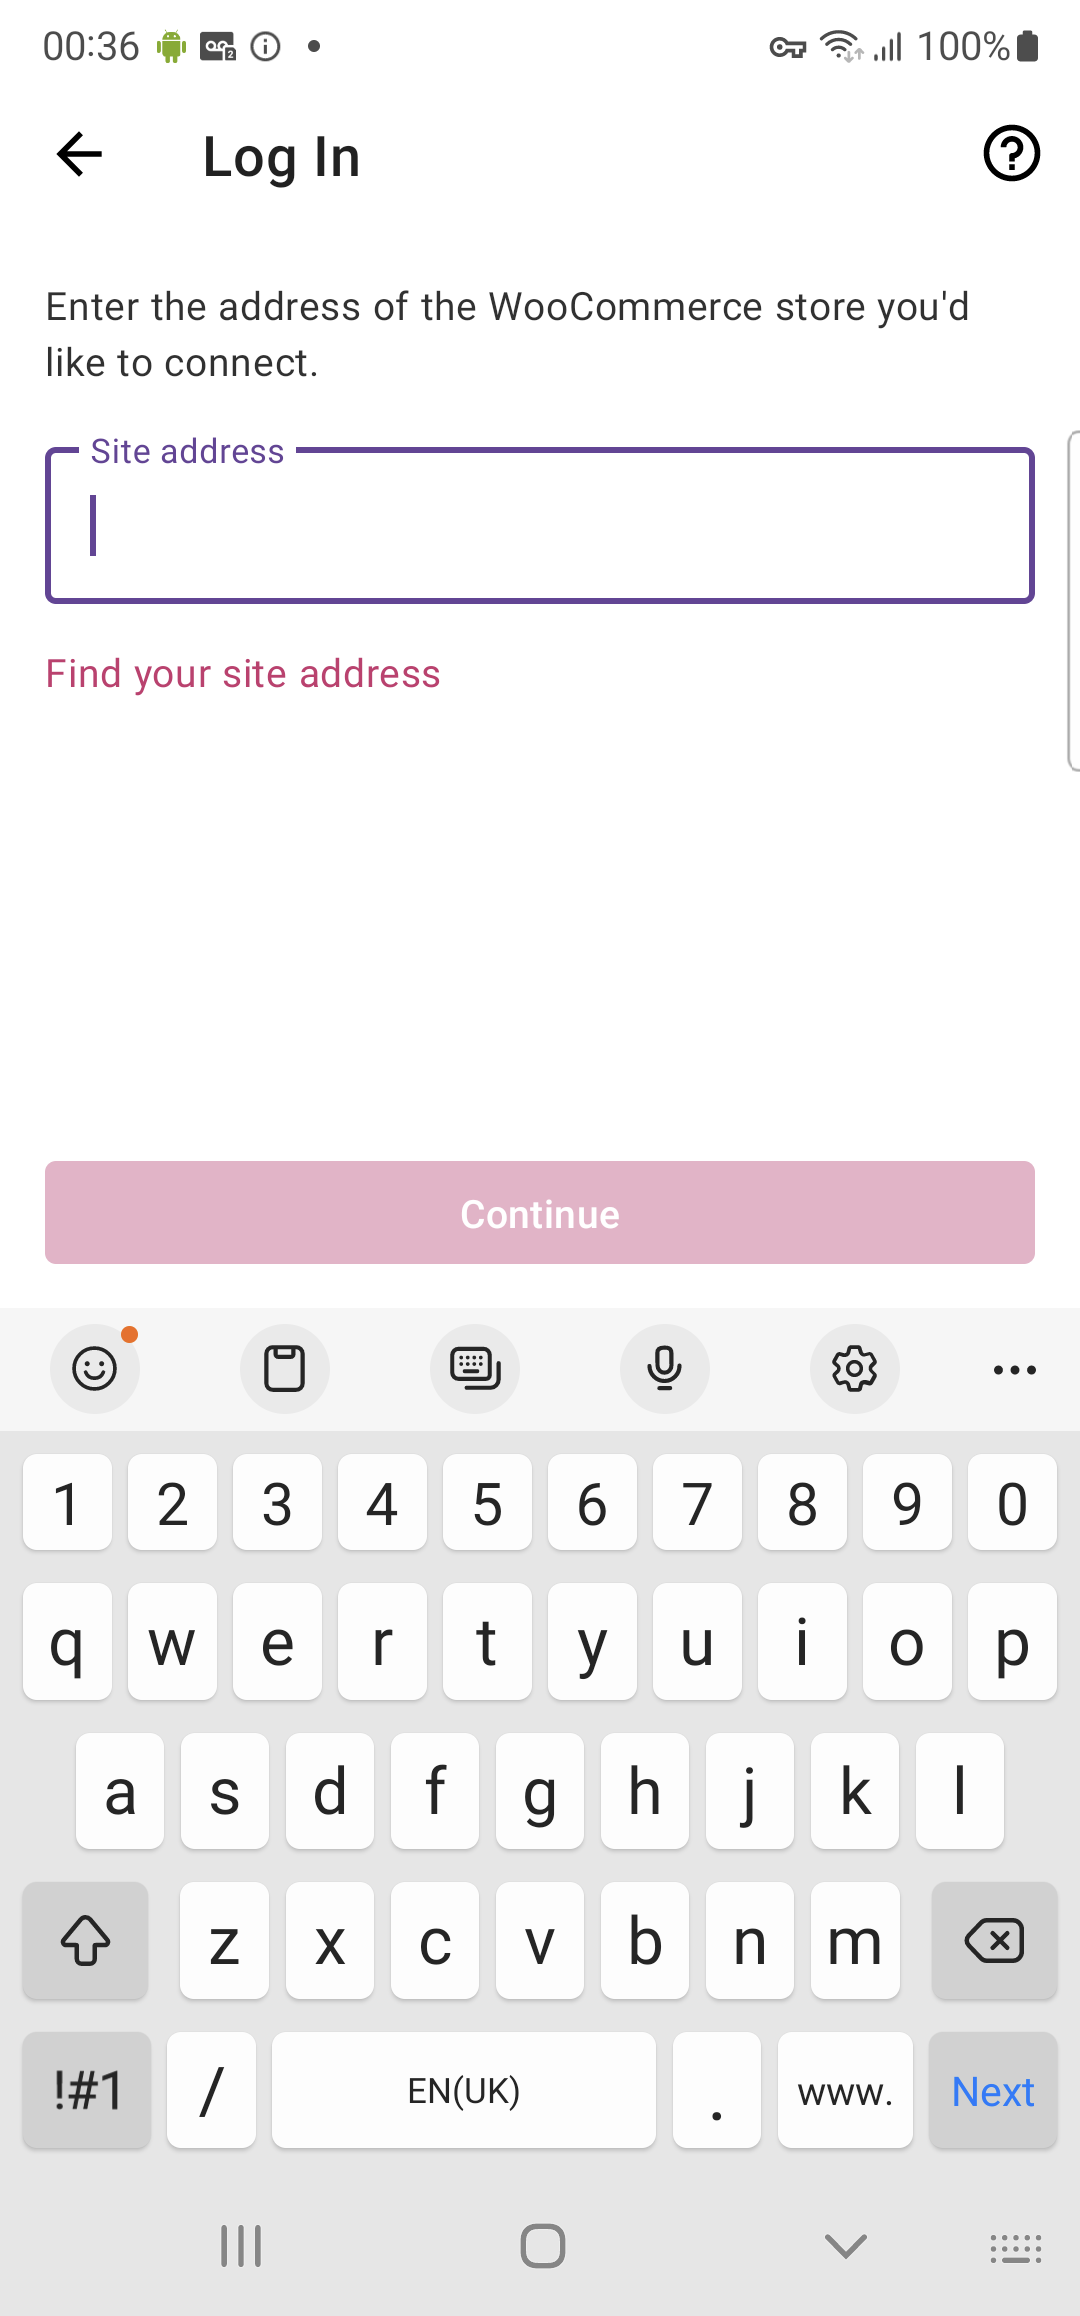 00:36
100%
Log In
Enter the address of the WooCommerce store you'd
like to connect.
Site address
Find your site address
Continue
1 2 3 4 5 6 7 8 9 0
q w e r t y u i o p
a s d f g h j k l
z x c v b n m
!#1 / EN(UK) . www. Next